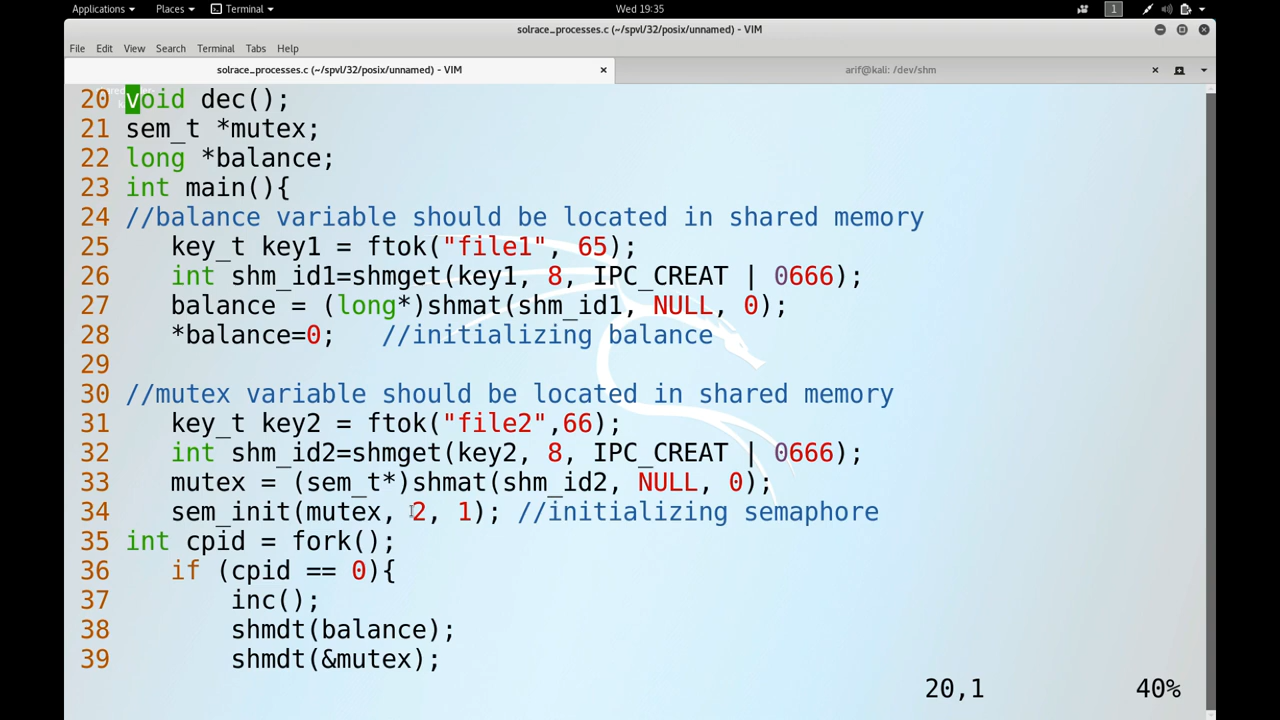 Applications Places Terminal Wed 19:35 1
solrace_processes.c (~/spvl/32/posix/unnamed) - VIM
File Edit View Search Terminal Tabs Help
solrace_processes.c (~/spvl/32/posix/unnamed) - VIM × arif@kali: /dev/shm ×
20 void dec();
21 sem_t *mutex;
22 long *balance;
23 int main(){
24 //balance variable should be located in shared memory
25 key_t key1 = ftok("file1", 65);
26 int shm_id1=shmget(key1, 8, IPC_CREAT | 0666);
27 balance = (long*)shmat(shm_id1, NULL, 0);
28 *balance=0; //initializing balance
29
30 //mutex variable should be located in shared memory
31 key_t key2 = ftok("file2",66);
32 int shm_id2=shmget(key2, 8, IPC_CREAT | 0666);
33 mutex = (sem_t*)shmat(shm_id2, NULL, 0);
34 sem_init(mutex, 2, 1); //initializing semaphore
35 int cpid = fork();
36 if (cpid == 0){
37 inc();
38 shmdt(balance);
39 shmdt(&mutex);
20,1 40%